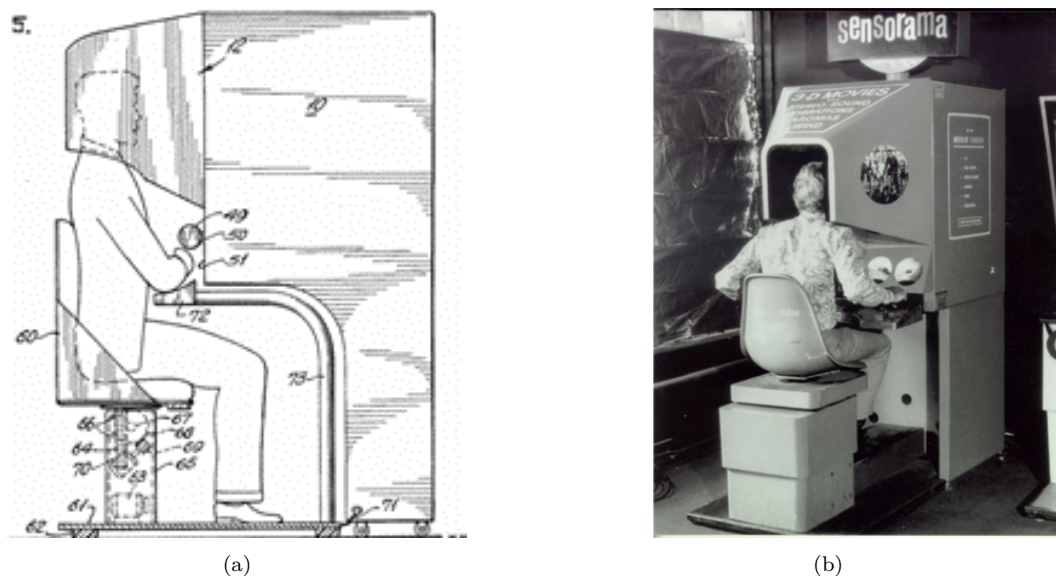 5.
12
10
49
50
51
72
60
73
66
67
64
68
70
69
65
63
61
71
62
(a)
sensorama
3-D MOVIES
STEREO SOUND
VIBRATIONS
AROMAS
WIND
(b)